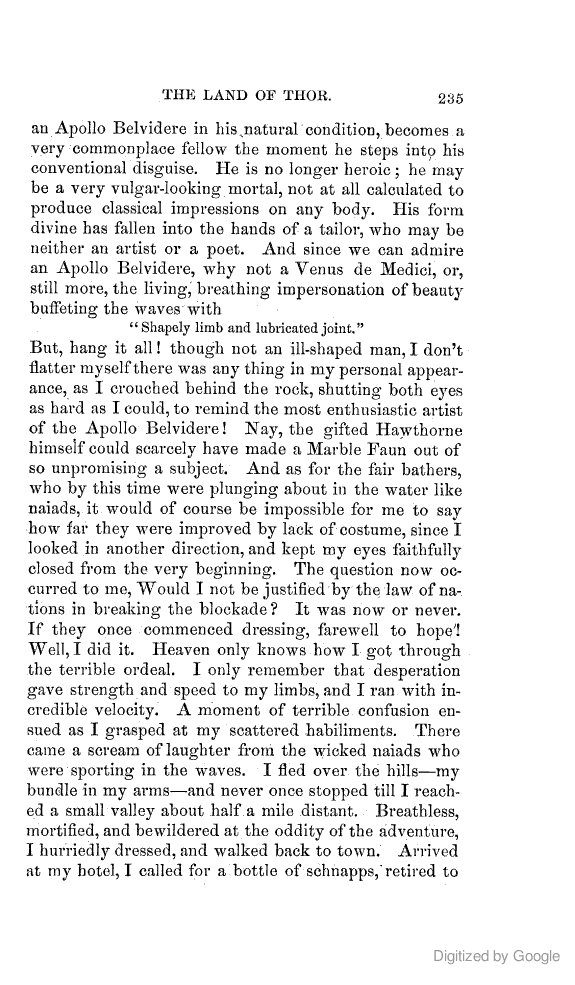 THE LAND OF THOR. 235
an Apollo Belvidere in his natural condition, becomes a
very commonplace fellow the moment he steps into his
conventional disguise. He is no longer heroic; he may
be a very vulgar-looking mortal, not at all calculated to
produce classical impressions on any body. His form
divine has fallen into the hands of a tailor, who may be
neither an artist or a poet. And since we can admire
an Apollo Belvidere, why not a Venus de Medici, or,
still more, the living, breathing impersonation of beauty
buffeting the waves with
"Shapely limb and lubricated joint."
But, hang it all! though not an ill-shaped man, I don't
flatter myself there was any thing in my personal appear-
ance, as I crouched behind the rock, shutting both eyes
as hard as I could, to remind the most enthusiastic artist
of the Apollo Belvidere! Nay, the gifted Hawthorne
himself could scarcely have made a Marble Faun out of
so unpromising a subject. And as for the fair bathers,
who by this time were plunging about in the water like
naiads, it would of course be impossible for me to say
how far they were improved by lack of costume, since I
looked in another direction, and kept my eyes faithfully
closed from the very beginning. The question now oc-
curred to me, Would I not be justified by the law of na-
tions in breaking the blockade? It was now or never.
If they once commenced dressing, farewell to hope!
Well, I did it. Heaven only knows how I got through
the terrible ordeal. I only remember that desperation
gave strength and speed to my limbs, and I ran with in-
credible velocity. A moment of terrible confusion en-
sued as I grasped at my scattered habiliments. There
came a scream of laughter from the wicked naiads who
were sporting in the waves. I fled over the hills—my
bundle in my arms—and never once stopped till I reach-
ed a small valley about half a mile distant. Breathless,
mortified, and bewildered at the oddity of the adventure,
I hurriedly dressed, and walked back to town. Arrived
at my hotel, I called for a bottle of schnapps, retired to
Digitized by Google